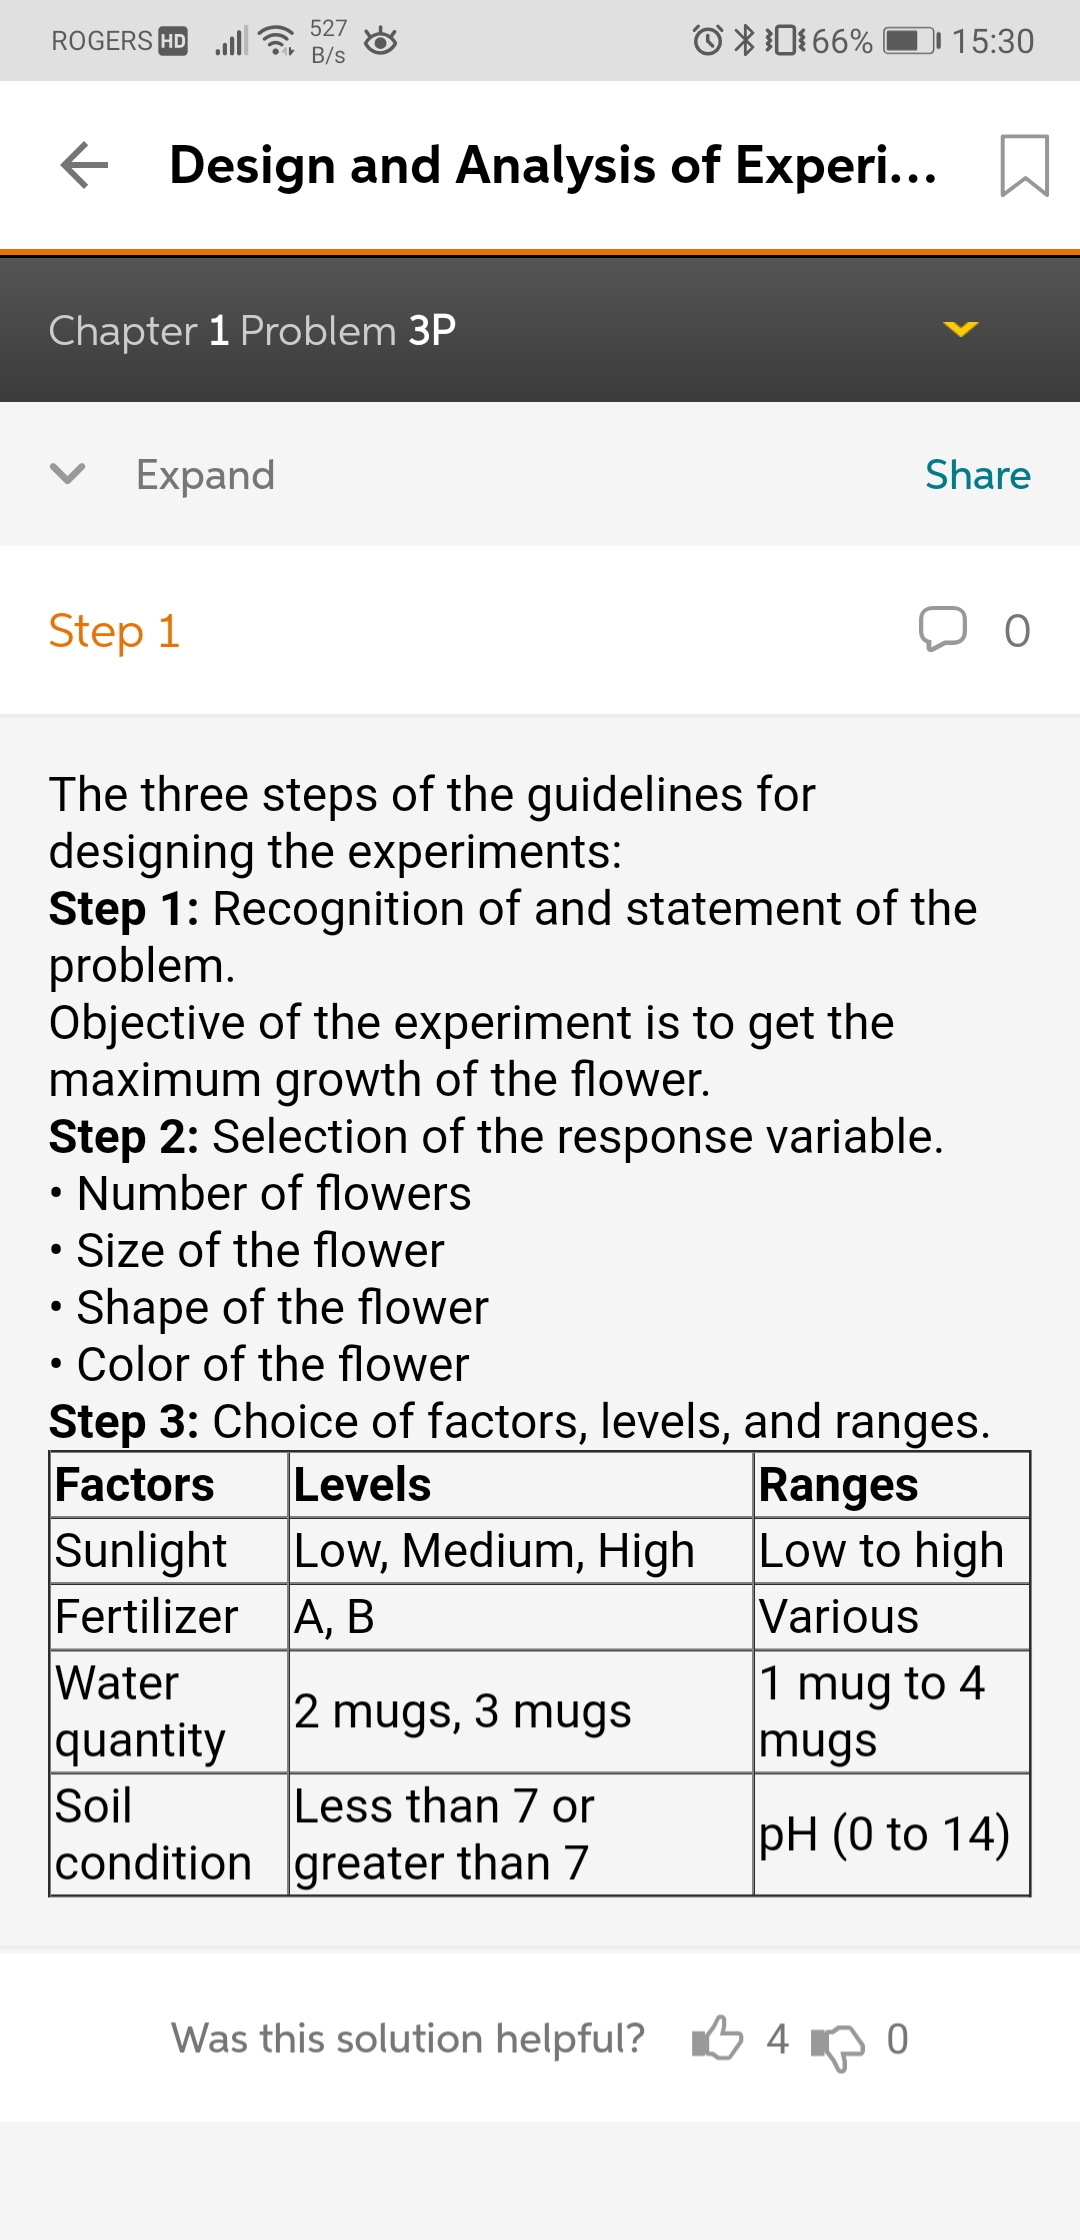 ROGERS HD 527 B/s 66% 15:30
Design and Analysis of Experi...
Chapter 1 Problem 3P
Expand Share
Step 1 0
The three steps of the guidelines for
designing the experiments:
Step 1: Recognition of and statement of the
problem.
Objective of the experiment is to get the
maximum growth of the flower.
Step 2: Selection of the response variable.
• Number of flowers
• Size of the flower
• Shape of the flower
• Color of the flower
Step 3: Choice of factors, levels, and ranges.
Factors Levels Ranges
Sunlight Low, Medium, High Low to high
Fertilizer A, B Various
Water quantity 2 mugs, 3 mugs 1 mug to 4 mugs
Soil condition Less than 7 or greater than 7 pH (0 to 14)
Was this solution helpful? 4 0